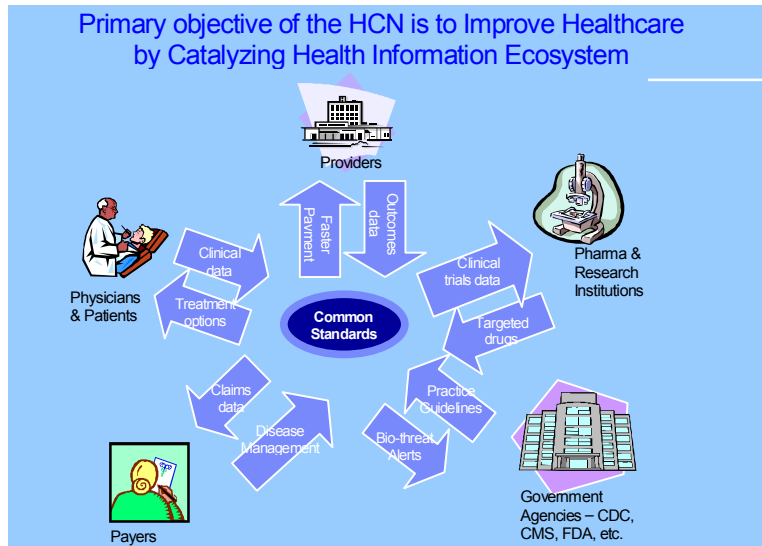 Primary objective of the HCN is to Improve Healthcare
by Catalyzing Health Information Ecosystem
Providers
Faster
Payment
Outcomes
data
Clinical
data
Treatment
options
Physicians
& Patients
Clinical
trials data
Targeted
drugs
Pharma &
Research
Institutions
Common
Standards
Claims
data
Disease
Management
Practice
Guidelines
Bio-threat
Alerts
Payers
Government
Agencies – CDC,
CMS, FDA, etc.